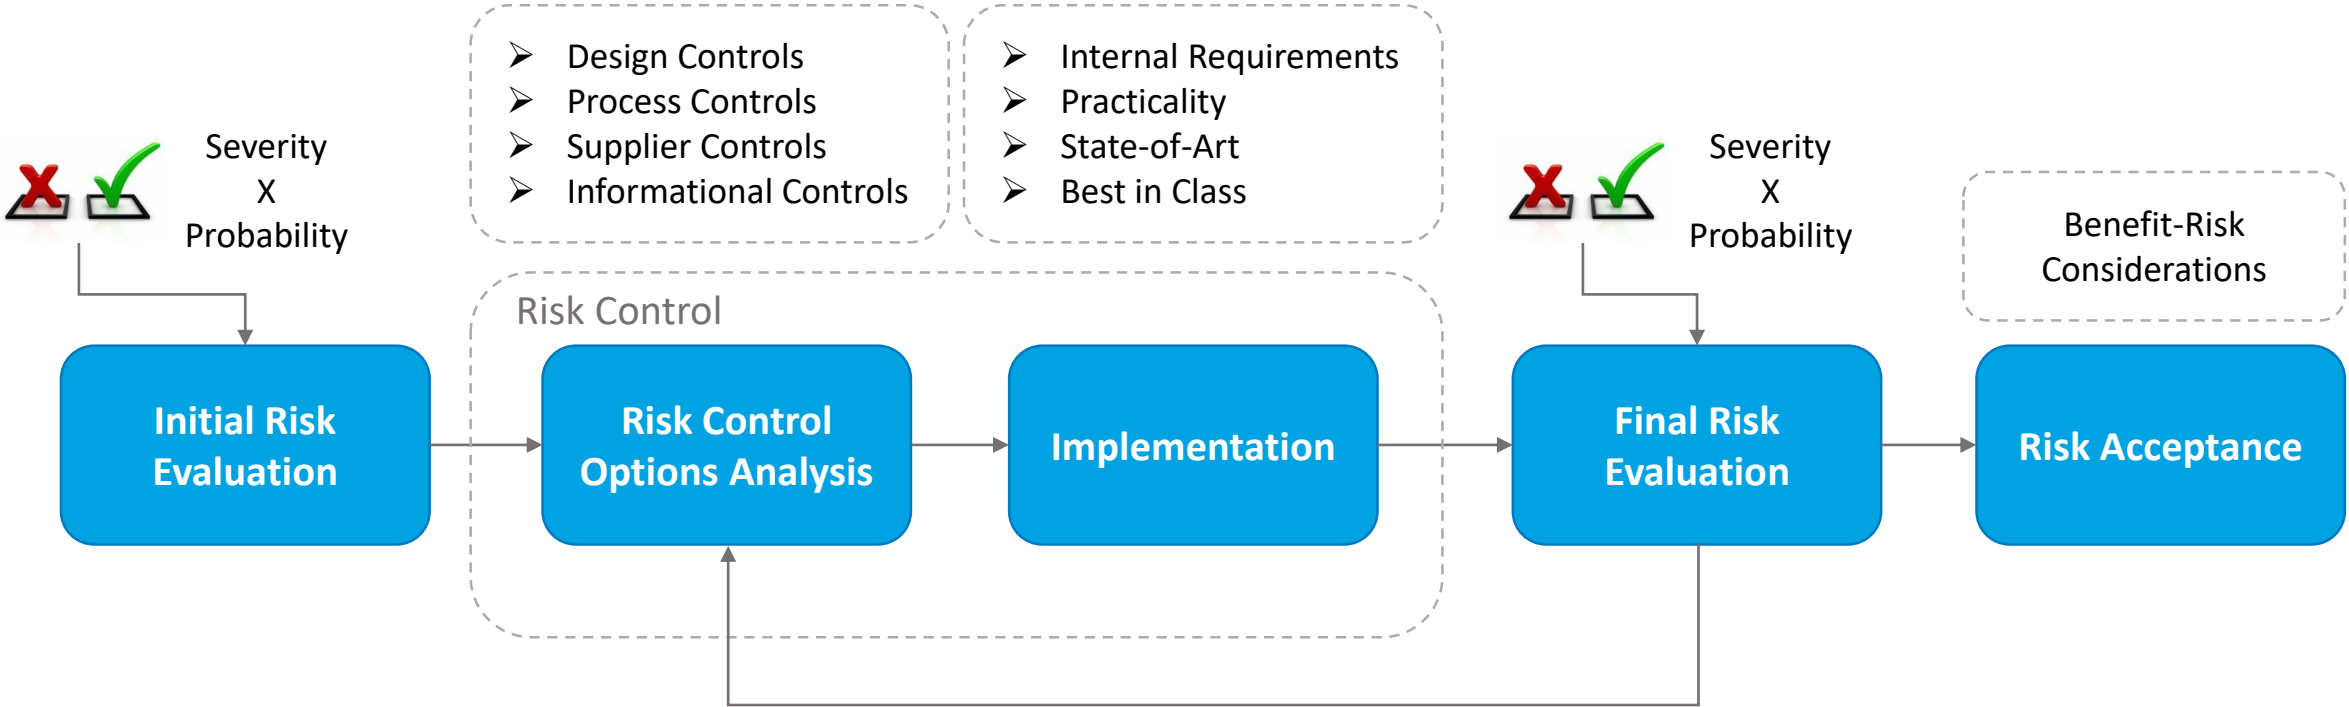 Severity
X
Probability
Design Controls
Process Controls
Supplier Controls
Informational Controls
Internal Requirements
Practicality
State-of-Art
Best in Class
Severity
X
Probability
Benefit-Risk
Considerations
Risk Control
Initial Risk
Evaluation
Risk Control
Options Analysis
Implementation
Final Risk
Evaluation
Risk Acceptance